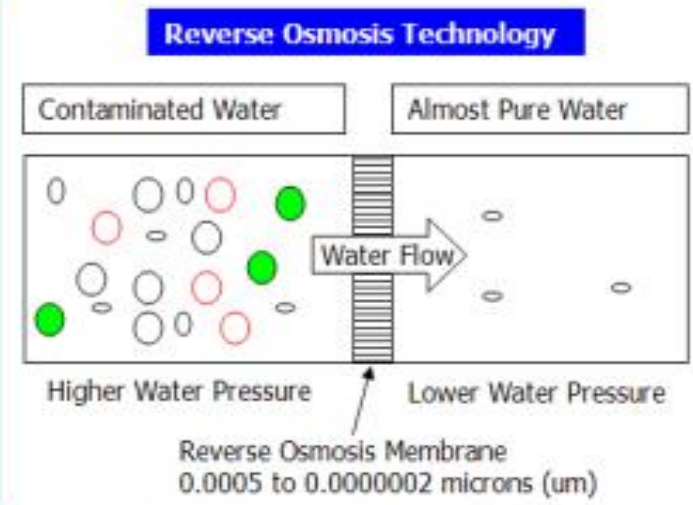 Reverse Osmosis Technology
Contaminated Water
Almost Pure Water
Water Flow
Higher Water Pressure
Lower Water Pressure
Reverse Osmosis Membrane
0.0005 to 0.0000002 microns (um)